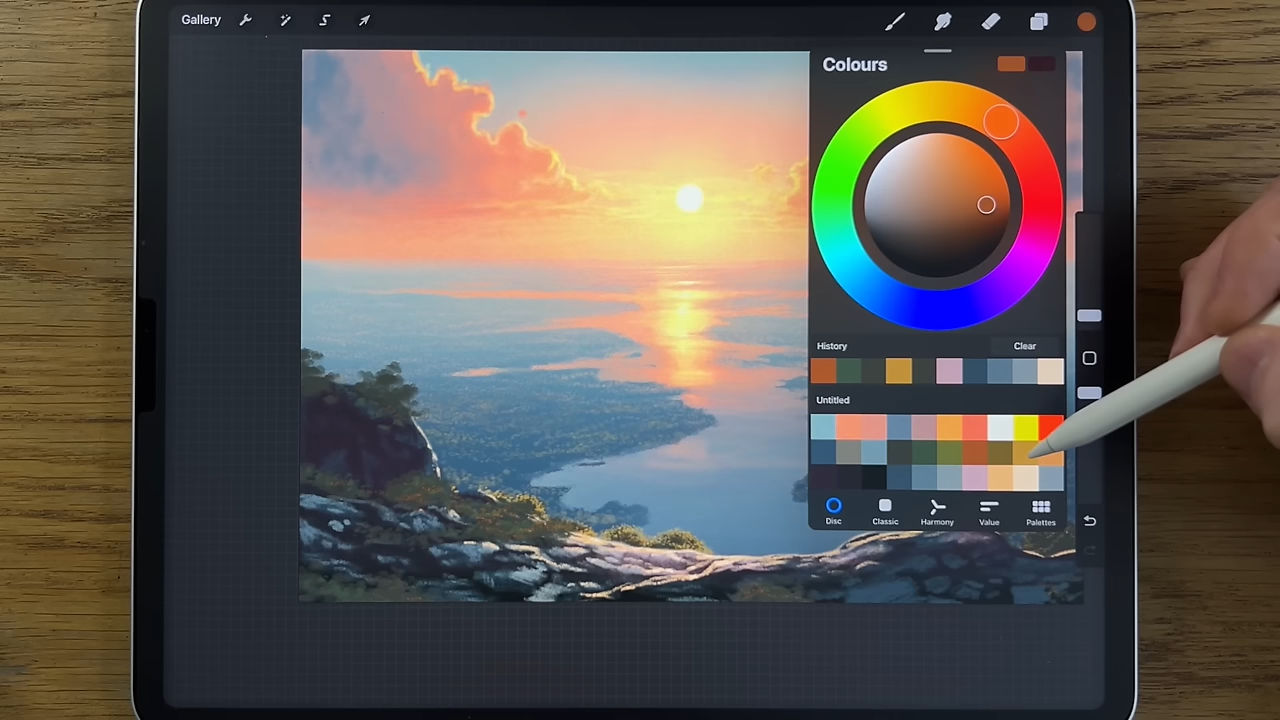 Gallery
Colours
History
Clear
Untitled
Disc
Classic
Harmony
Value
Palettes